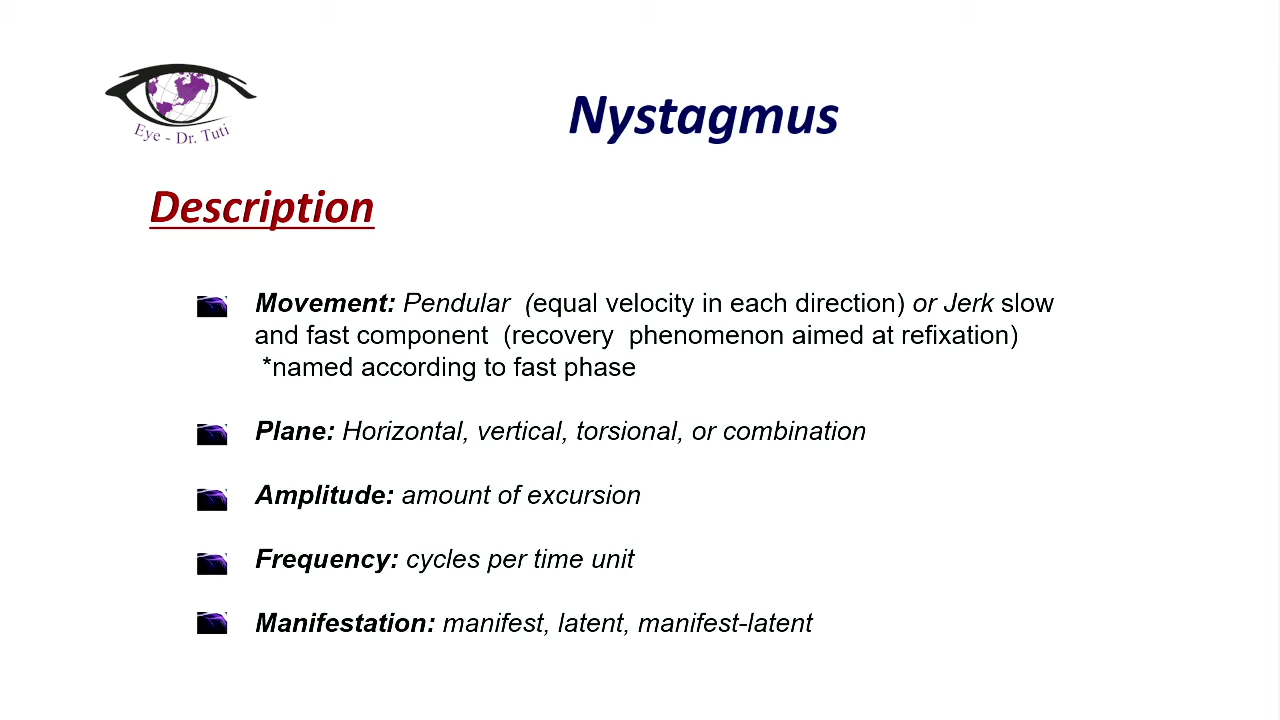 Eye - Dr. Tuti
Nystagmus
Description
Movement: Pendular (equal velocity in each direction) or Jerk slow
and fast component (recovery phenomenon aimed at refixation)
*named according to fast phase
Plane: Horizontal, vertical, torsional, or combination
Amplitude: amount of excursion
Frequency: cycles per time unit
Manifestation: manifest, latent, manifest-latent